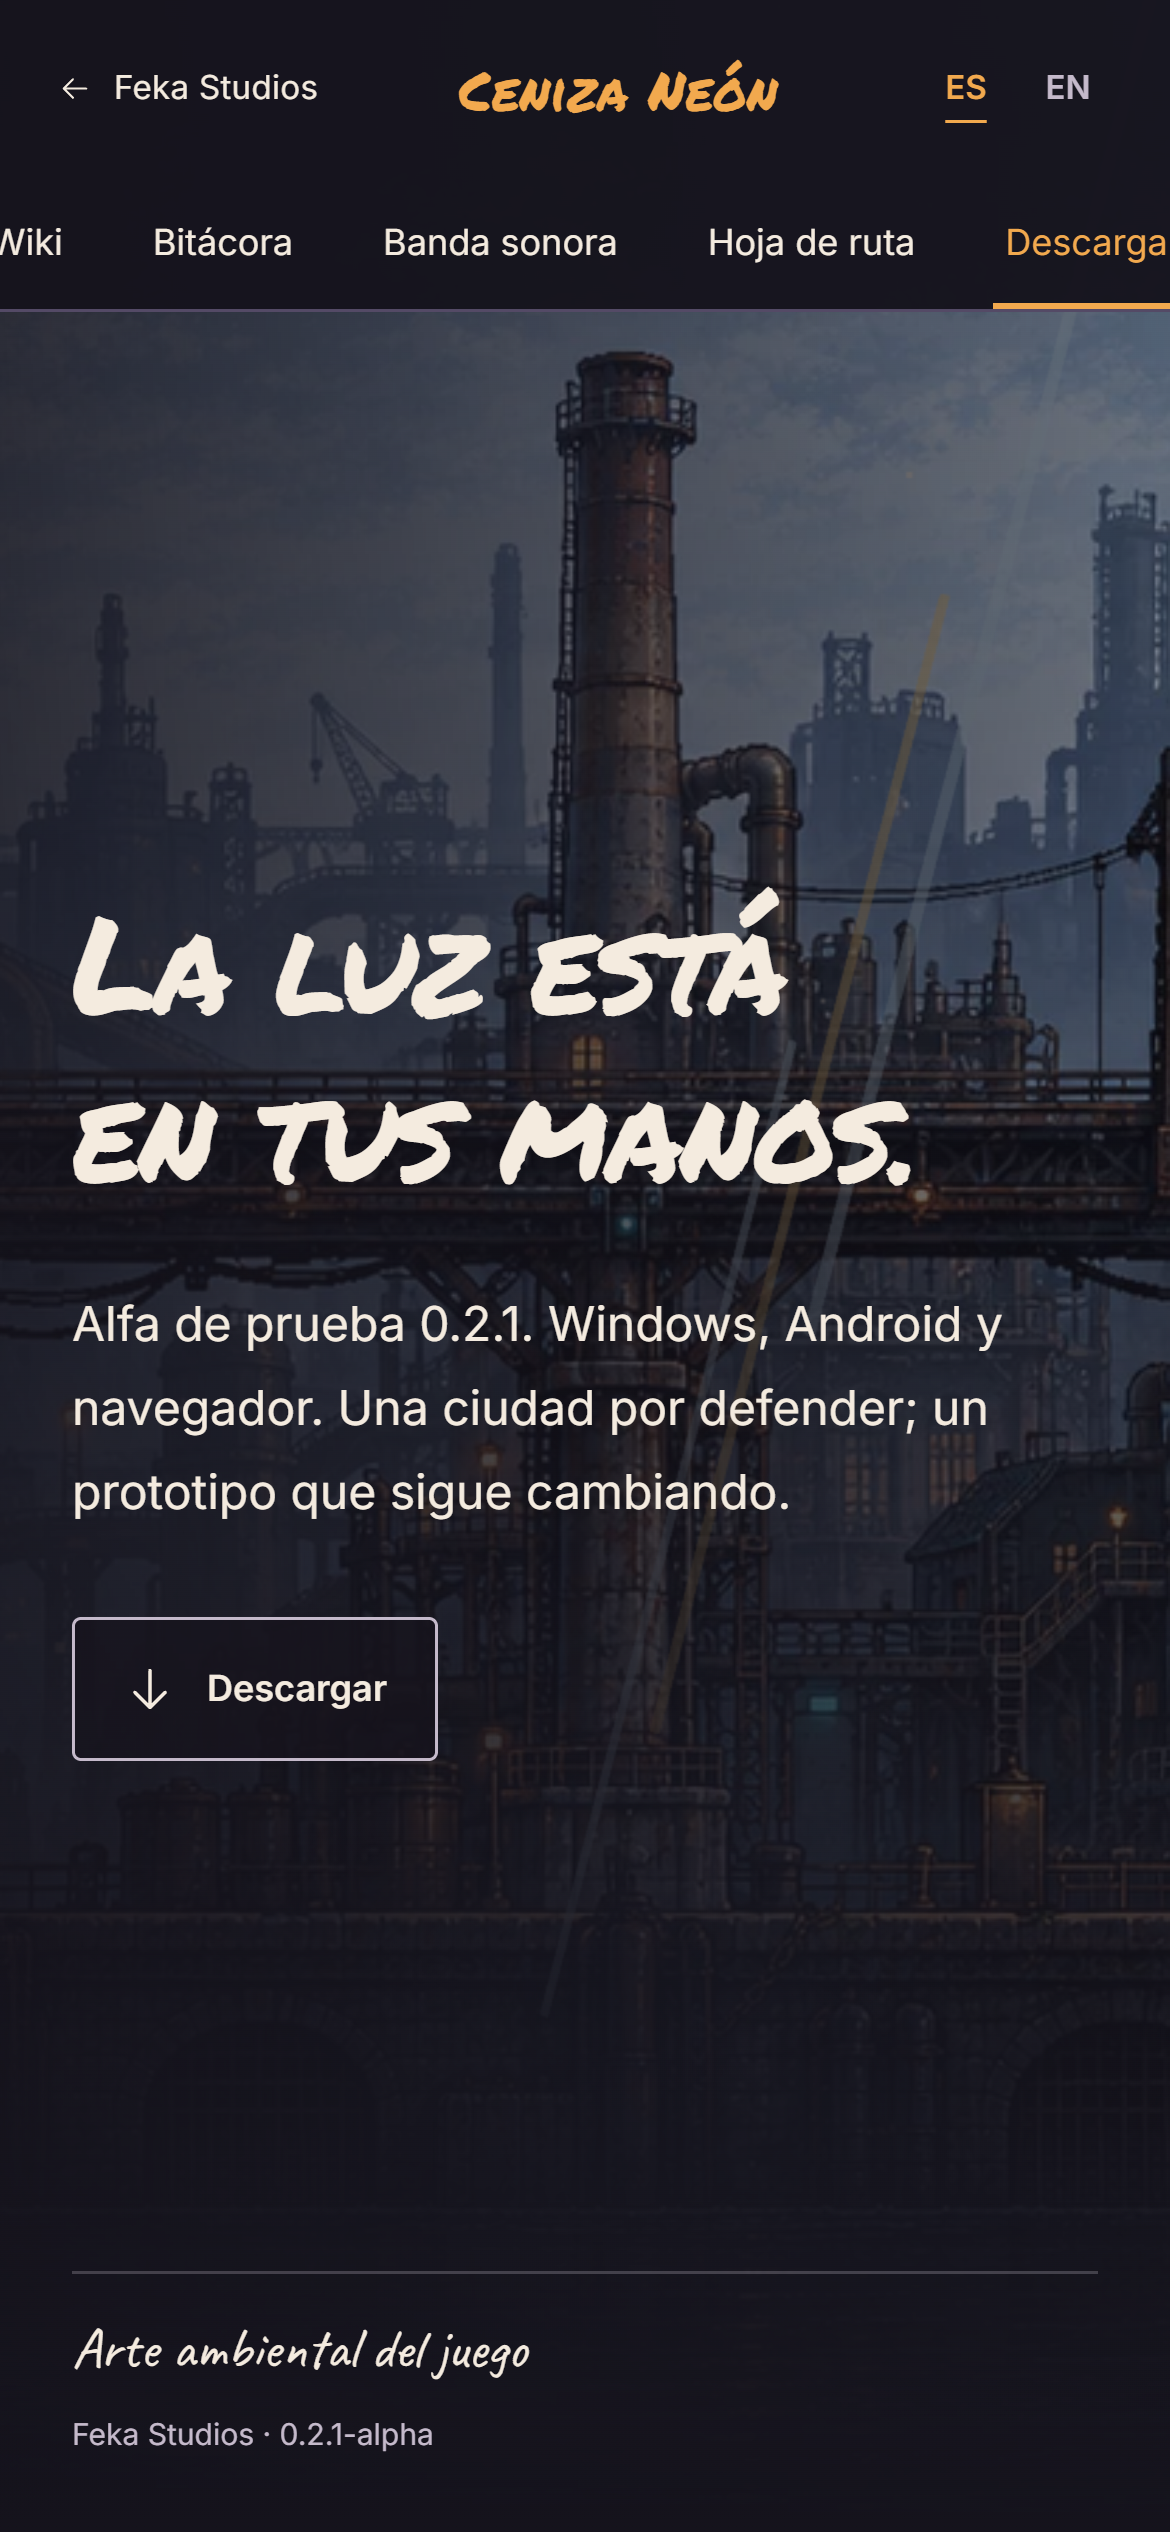 Feka Studios
Ceniza Neón
ES EN
Wiki Bitácora Banda sonora Hoja de ruta Descarga
La luz está
en tus manos.
Alfa de prueba 0.2.1. Windows, Android y
navegador. Una ciudad por defender; un
prototipo que sigue cambiando.
Descargar
Arte ambiental del juego
Feka Studios · 0.2.1-alpha